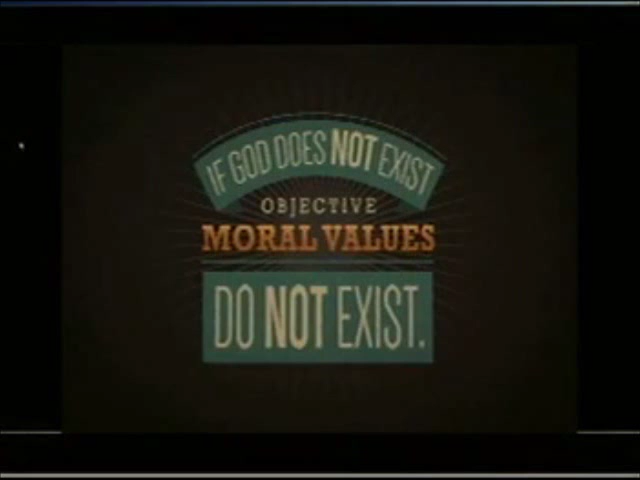 IF GOD DOES NOT EXIST
OBJECTIVE
MORAL VALUES
DO NOT EXIST.